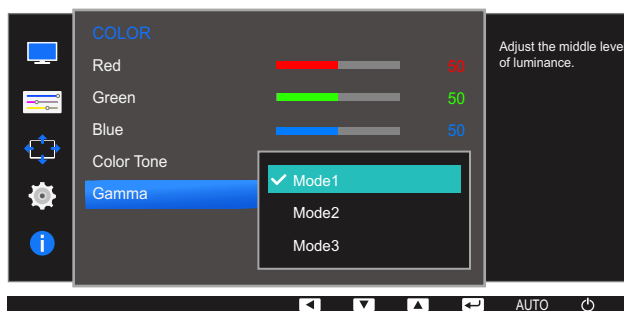 COLOR
Red 50
Green 50
Blue 50
Color Tone
Gamma
Mode1
Mode2
Mode3
Adjust the middle leve
of luminance.
AUTO